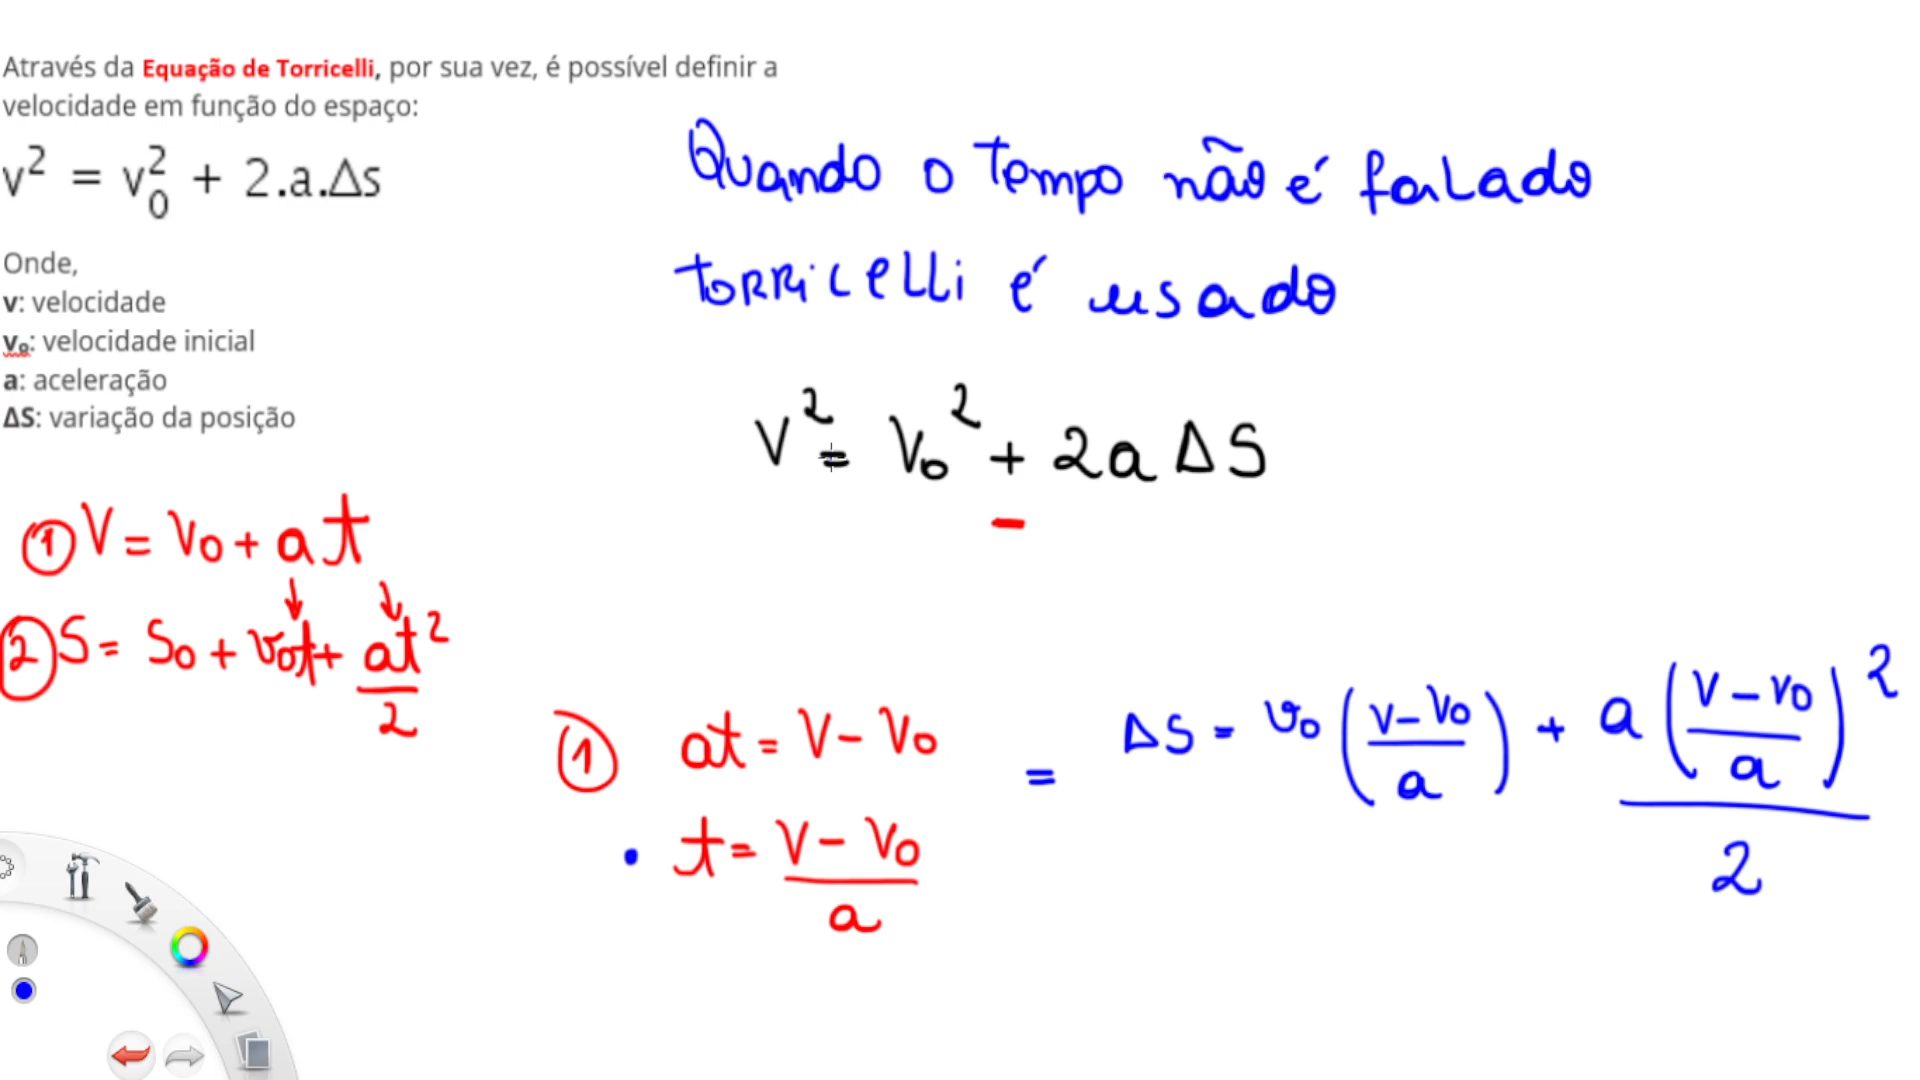 Através da Equação de Torricelli, por sua vez, é possível definir a
velocidade em função do espaço:
v² = v₀² + 2.a.Δs
Onde,
v: velocidade
v₀: velocidade inicial
a: aceleração
ΔS: variação da posição
Quando o tempo não é falado
Torricelli é usado
V² = V₀² + 2a ΔS
-
① V = V₀ + at
② S = S₀ + v₀t + at²/2
① at = V - V₀
• t = V - V₀/a
= ΔS = v₀ (V - V₀/a) + a (V - V₀/a)²/2